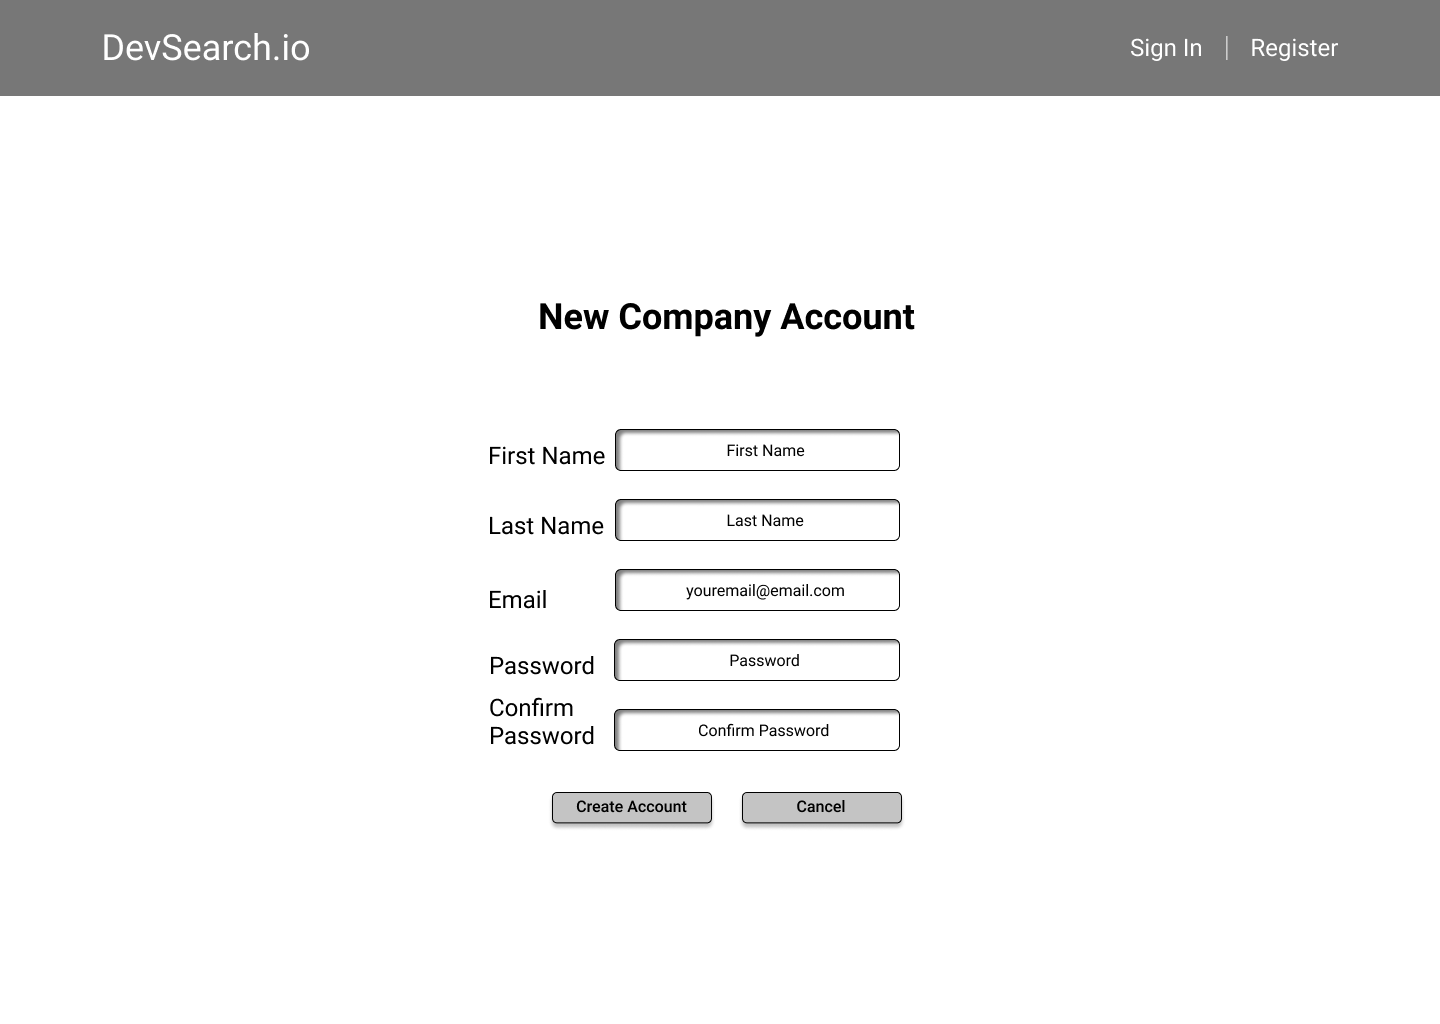 DevSearch.io
Sign In | Register
New Company Account
First Name First Name
Last Name Last Name
Email youremail@email.com
Password Password
Confirm
Password Confirm Password
Create Account Cancel